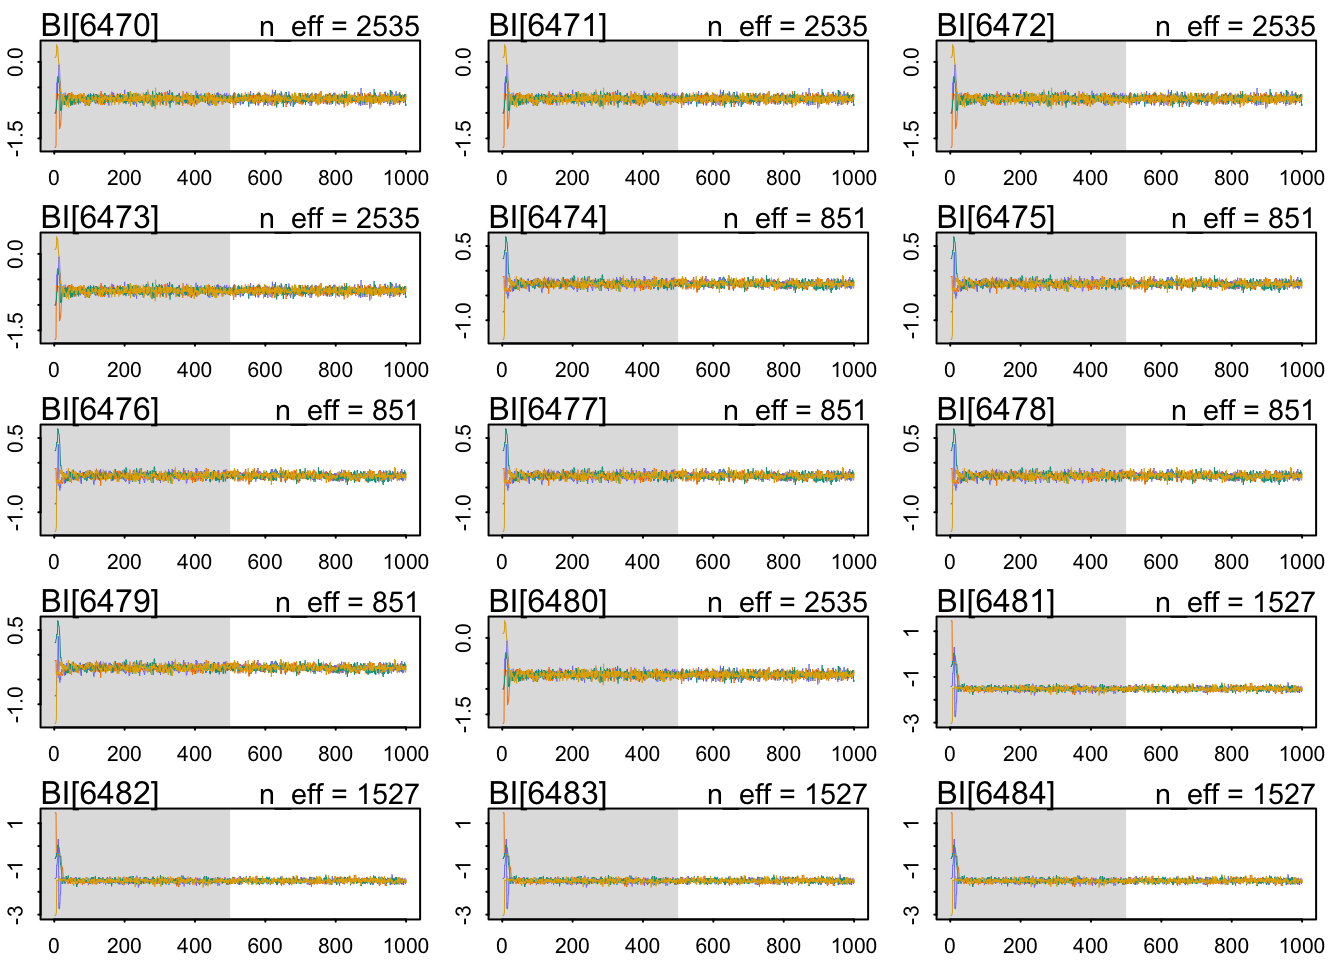 BI[6470] n_eff = 2535 BI[6471] n_eff = 2535 BI[6472] n_eff = 2535
0.0 0.0 0.0
-1.5 -1.5 -1.5
0 200 400 600 800 1000 0 200 400 600 800 1000 0 200 400 600 800 1000
BI[6473] n_eff = 2535 BI[6474] n_eff = 851 BI[6475] n_eff = 851
0.0 0.5 0.5
-1.5 -1.0 -1.0
0 200 400 600 800 1000 0 200 400 600 800 1000 0 200 400 600 800 1000
BI[6476] n_eff = 851 BI[6477] n_eff = 851 BI[6478] n_eff = 851
0.5 0.5 0.5
-1.0 -1.0 -1.0
0 200 400 600 800 1000 0 200 400 600 800 1000 0 200 400 600 800 1000
BI[6479] n_eff = 851 BI[6480] n_eff = 2535 BI[6481] n_eff = 1527
0.5 0.0 1
-1
-1.0 -1.5 -3
0 200 400 600 800 1000 0 200 400 600 800 1000 0 200 400 600 800 1000
BI[6482] n_eff = 1527 BI[6483] n_eff = 1527 BI[6484] n_eff = 1527
1 1 1
-1 -1 -1
-3 -3 -3
0 200 400 600 800 1000 0 200 400 600 800 1000 0 200 400 600 800 1000